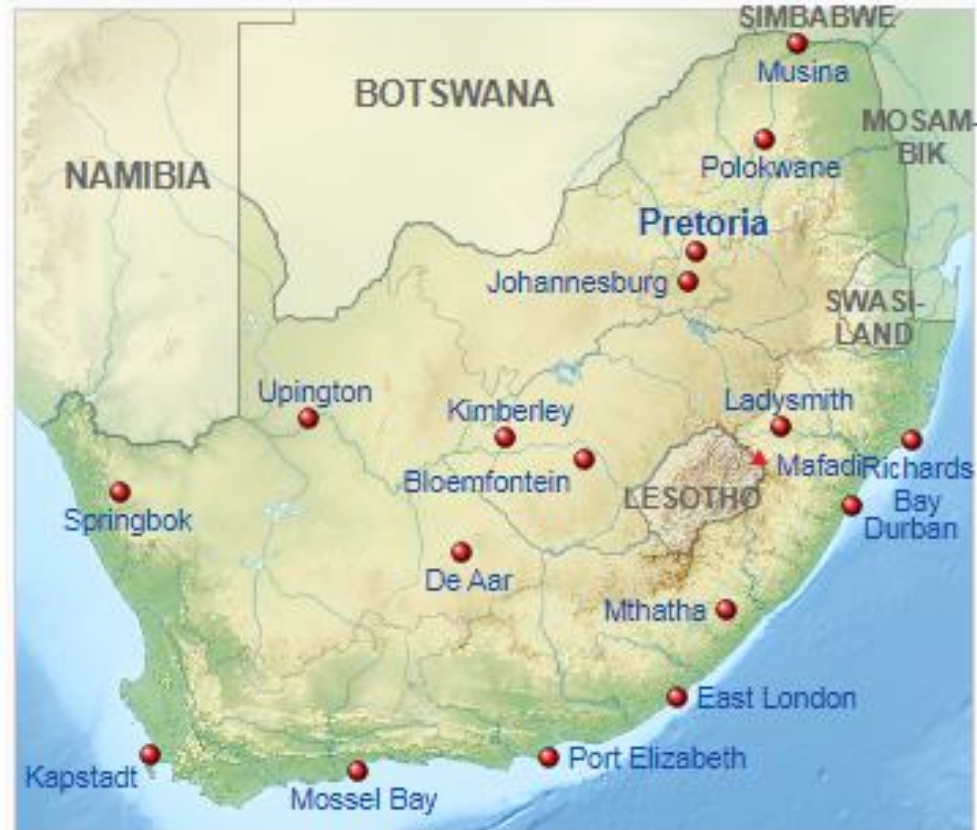 SIMBABWE
Musina
BOTSWANA
MOSAM-
BIK
NAMIBIA
Polokwane
Pretoria
Johannesburg
SWASI-
LAND
Upington
Kimberley
Ladysmith
Bloemfontein
Mafadi
Richards
Bay
LESOTHO
Springbok
Durban
De Aar
Mthatha
East London
Port Elizabeth
Kapstadt
Mossel Bay